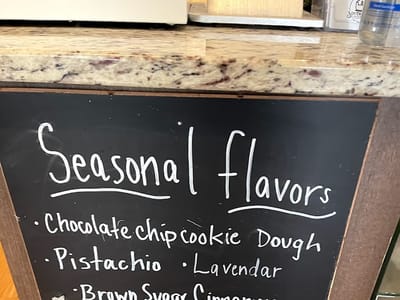 Seasonal flavors
· Chocolate chip cookie Dough
· Pistachio · Lavendar
· Brown Sugar